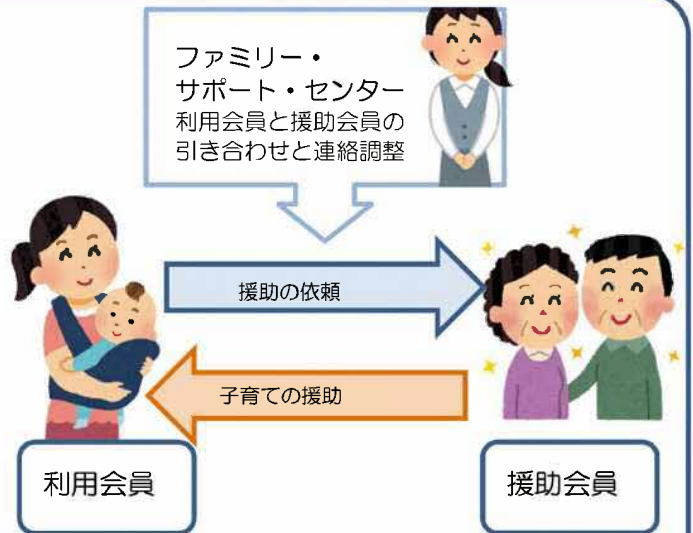 ファミリー・
サポート・センター
利用会員と援助会員の
引き合わせと連絡調整
援助の依頼
子育ての援助
利用会員
援助会員